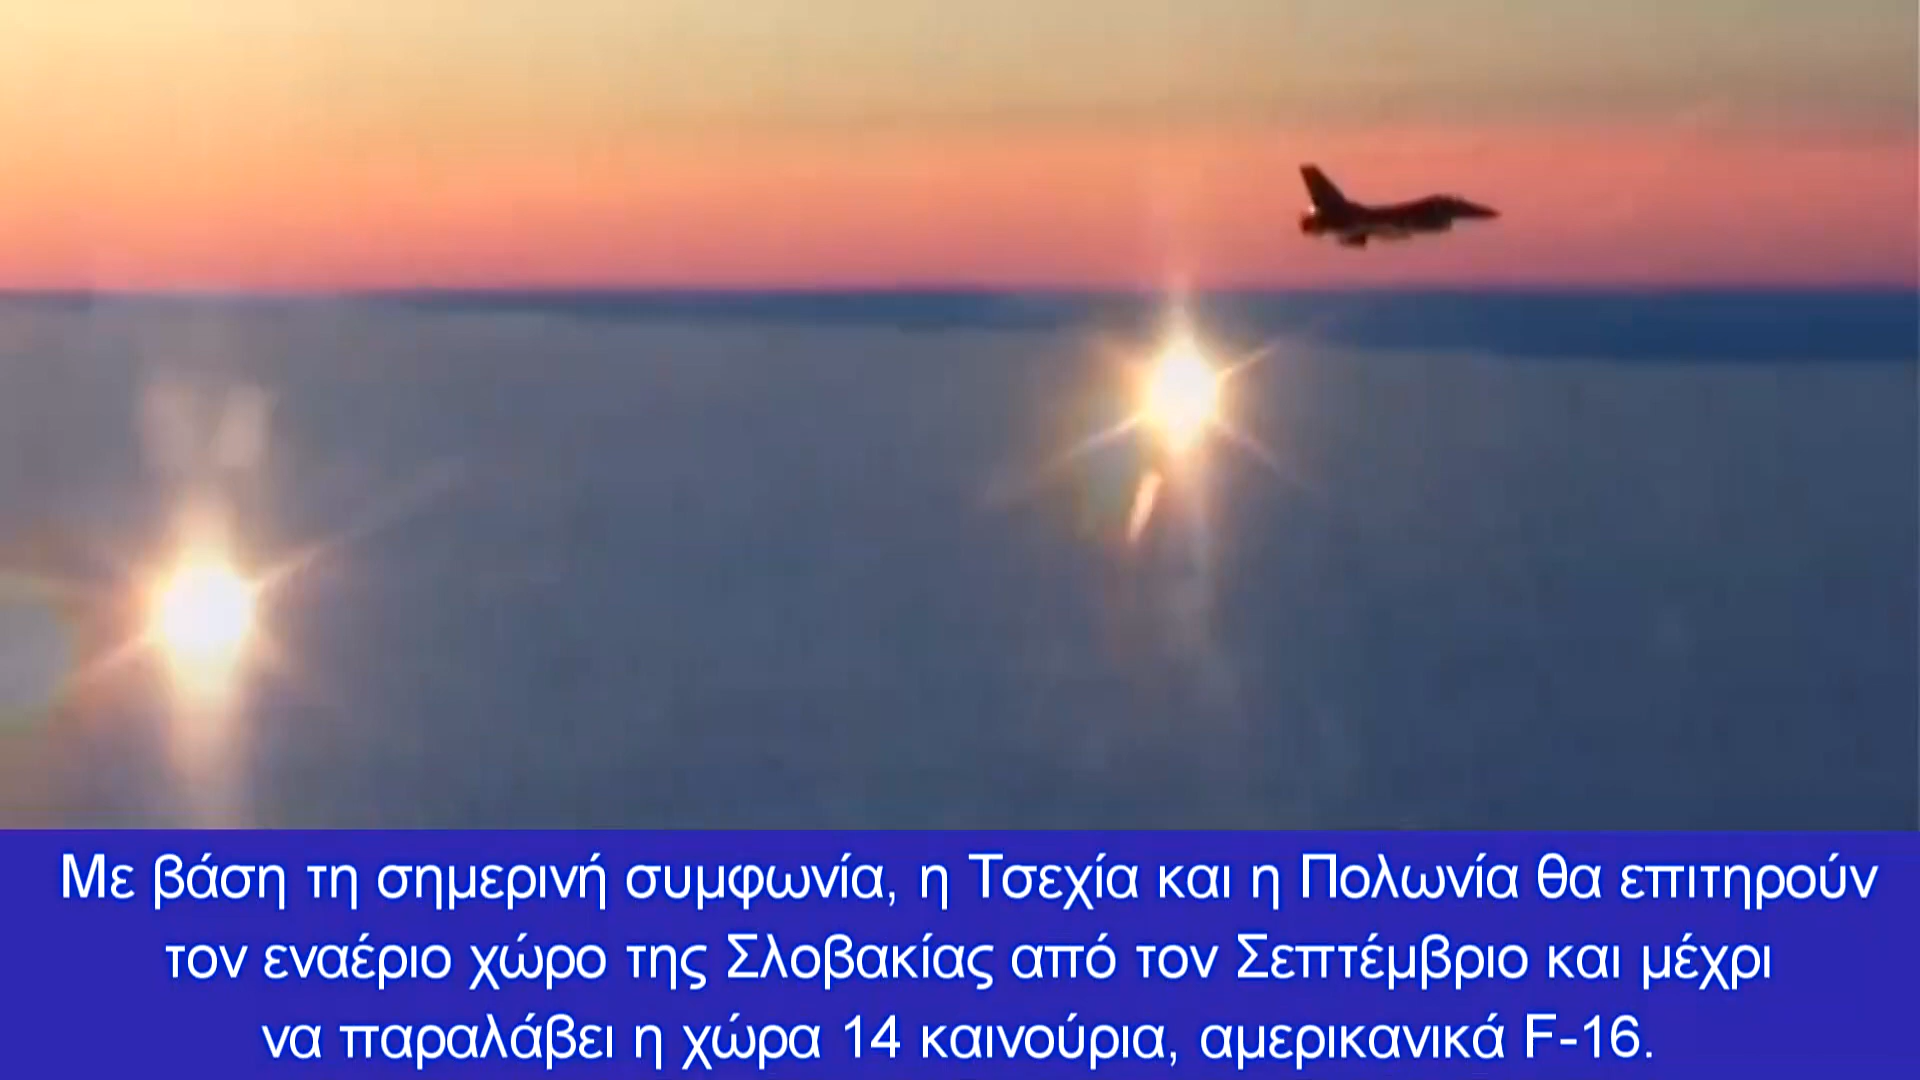 Με βάση τη σημερινή συμφωνία, η Τσεχία και η Πολωνία θα επιτηρούν
τον εναέριο χώρο της Σλοβακίας από τον Σεπτέμβριο και μέχρι
να παραλάβει η χώρα 14 καινούρια, αμερικανικά F-16.